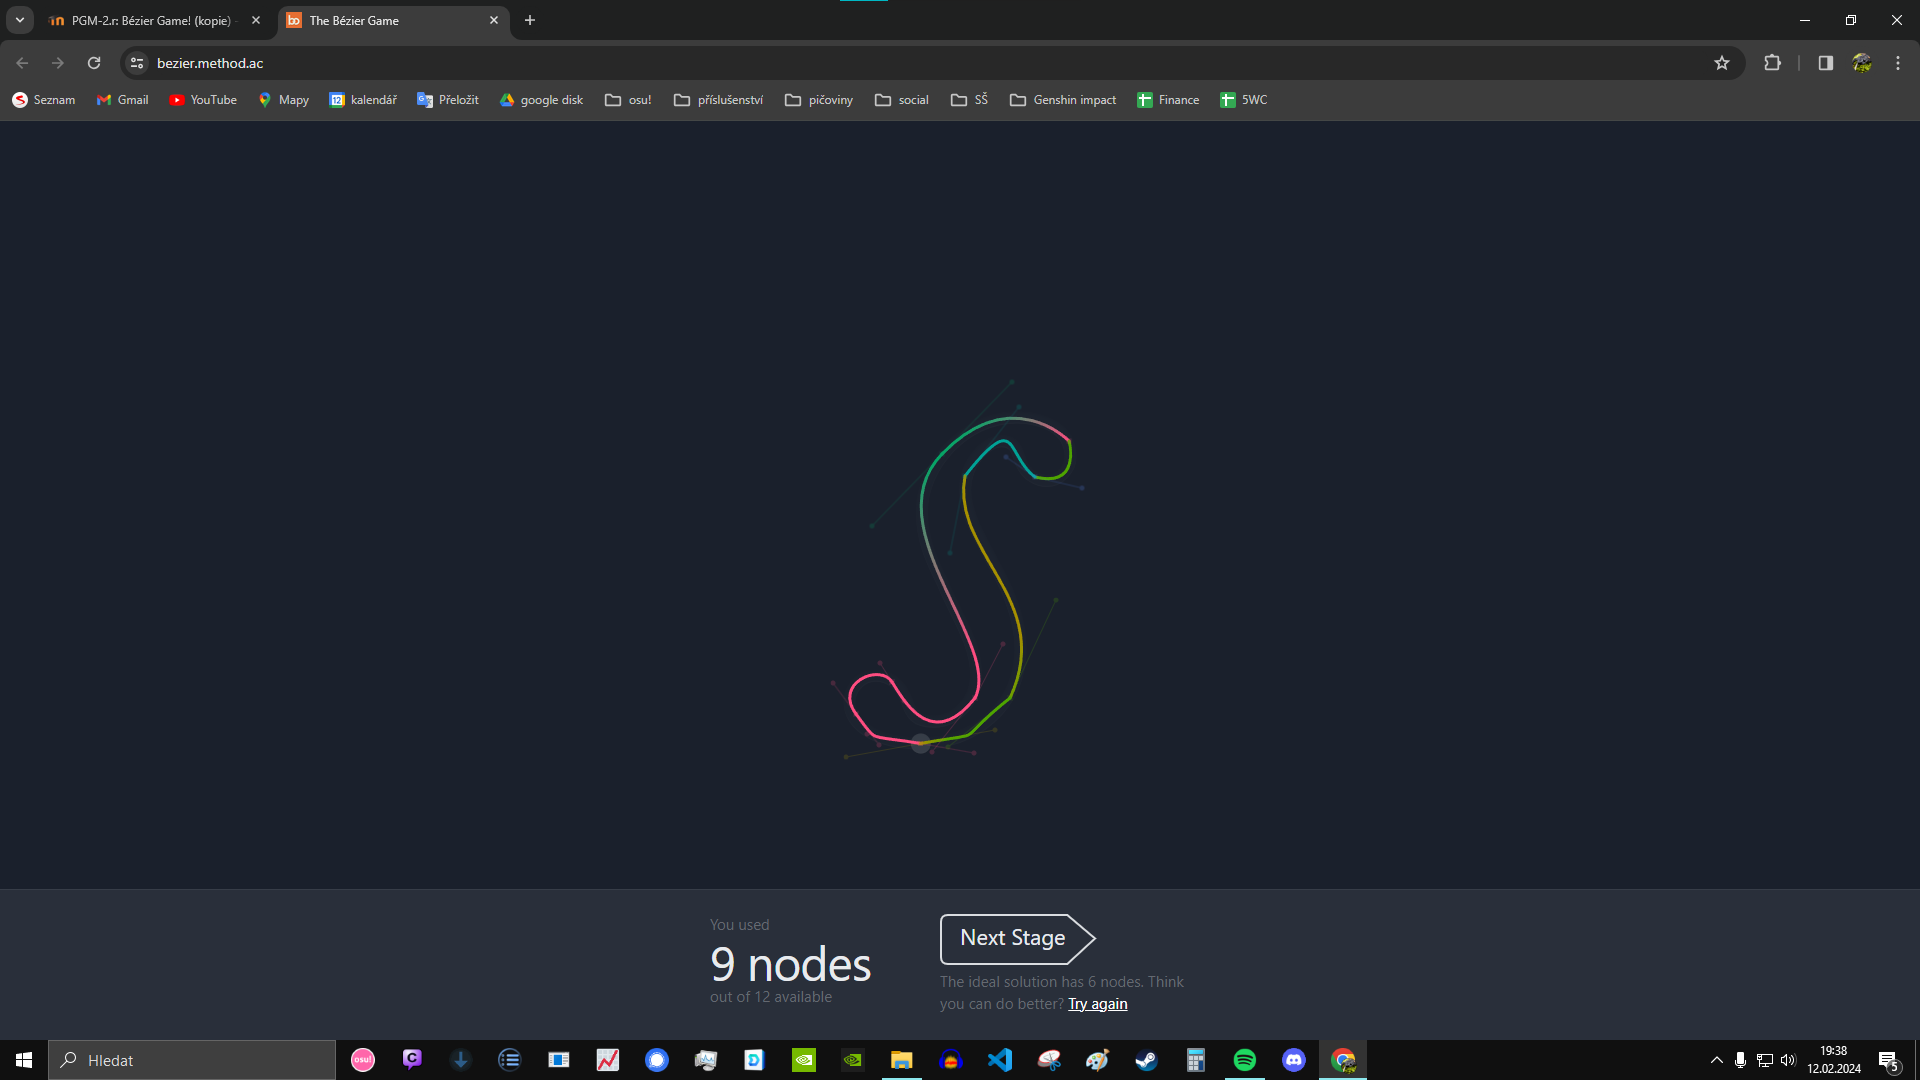 PGM-2.r: Bézier Game! (kopie)
The Bézier Game
bezier.method.ac
Seznam Gmail YouTube Mapy 12 kalendář Přeložit google disk osu! příslušenství pičoviny social SŠ Genshin impact Finance 5WC
You used
9 nodes
out of 12 available
Next Stage
The ideal solution has 6 nodes. Think
you can do better? Try again
Hledat
osu!
19:38
12.02.2024
5